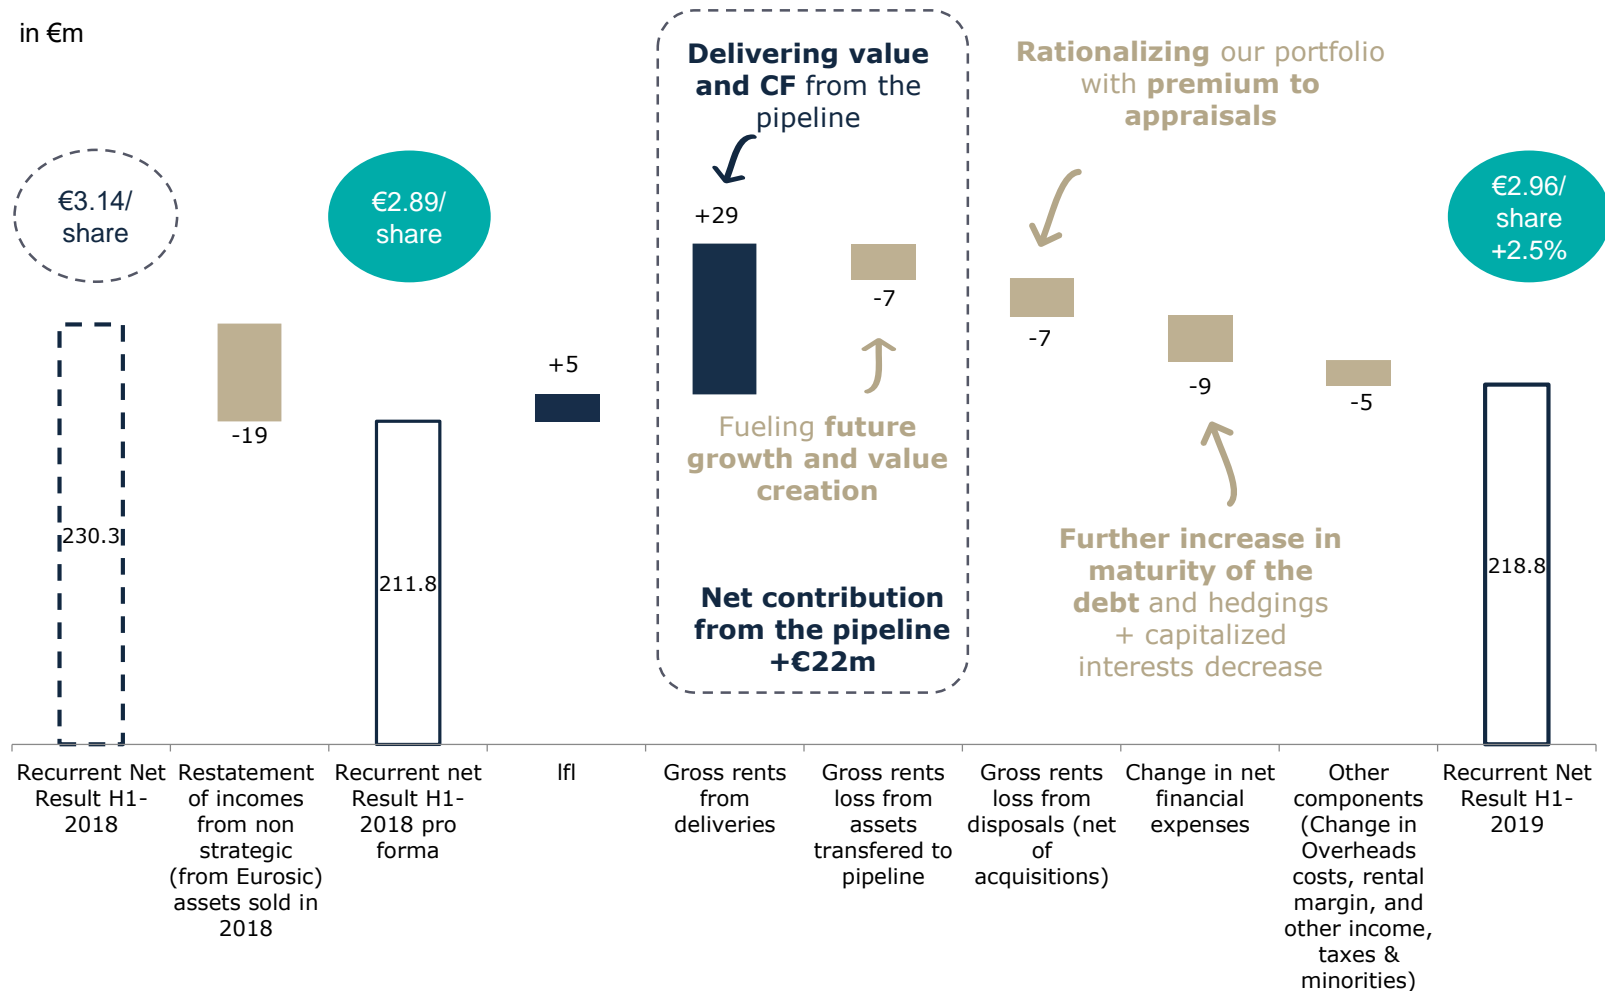 in €m
Delivering value
and CF from the
pipeline
Rationalizing our portfolio
with premium to
appraisals
€3.14/
share
€2.89/
share
€2.96/
share
+2.5%
+29
-7
-7
+5
-19
-9
-5
Fueling future
growth and value
creation
230.3
211.8
218.8
Further increase in
maturity of the
debt and hedgings
+ capitalized
interests decrease
Net contribution
from the pipeline
+€22m
Recurrent Net
Result H1-
2018
Restatement
of incomes
from non
strategic
(from Eurosic)
assets sold in
2018
Recurrent net
Result H1-
2018 pro
forma
lfl
Gross rents
from
deliveries
Gross rents
loss from
assets
transfered to
pipeline
Gross rents
loss from
disposals (net
of
acquisitions)
Change in net
financial
expenses
Other
components
(Change in
Overheads
costs, rental
margin, and
other income,
taxes &
minorities)
Recurrent Net
Result H1-
2019